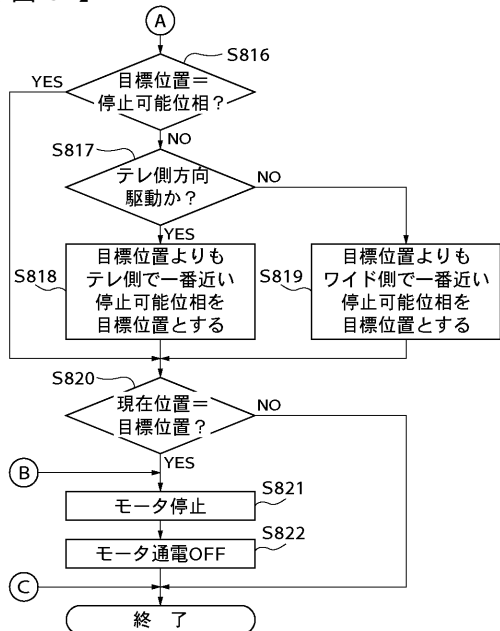 A
S816
目標位置＝
停止可能位相？
YES
NO
S817
テレ側方向
駆動か？
NO
YES
S818
目標位置よりも
テレ側で一番近い
停止可能位相を
目標位置とする
S819
目標位置よりも
ワイド側で一番近い
停止可能位相を
目標位置とする
S820
現在位置＝
目標位置？
NO
YES
B
S821
モータ停止
S822
モータ通電OFF
C
終 了